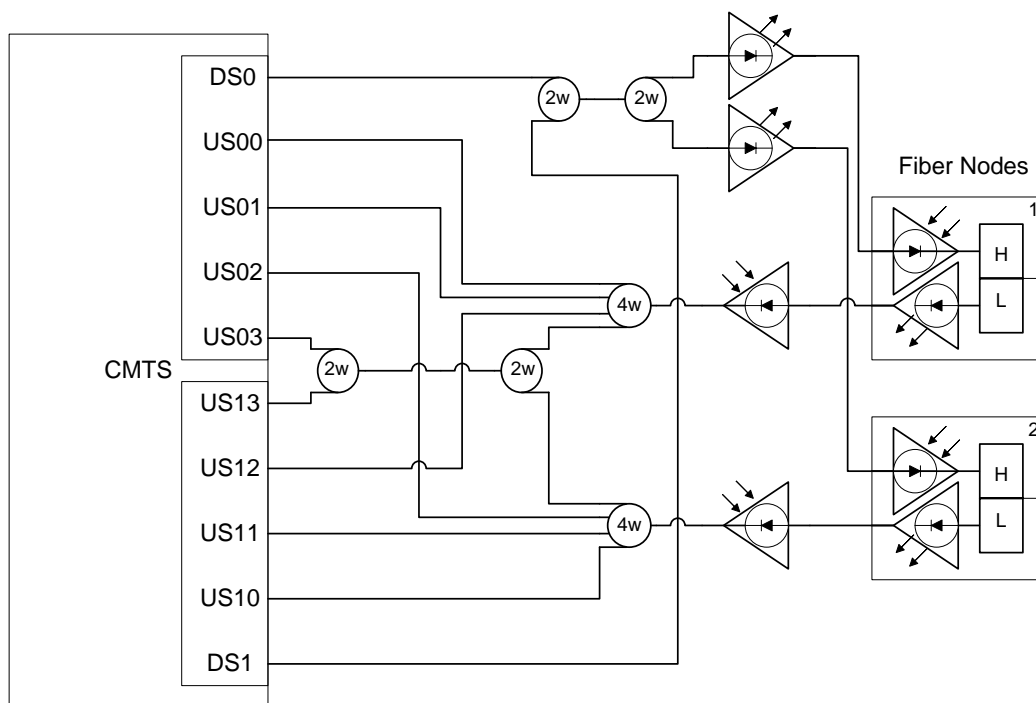 DS0
US00
US01
US02
US03
CMTS
US13
US12
US11
US10
DS1
2w
2w
2w
2w
4w
4w
Fiber Nodes
1
H
L
2
H
L